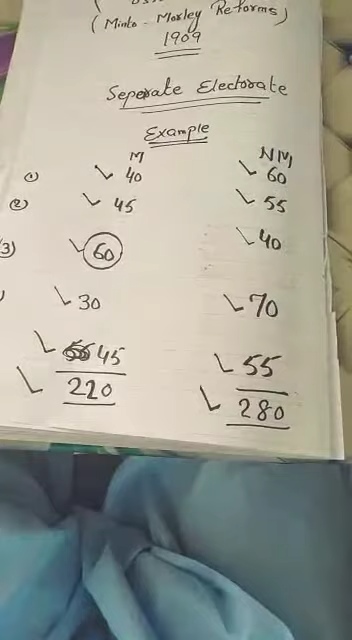 (Minto - Morley Reforms)
1909
Seperate Electorate
Example
M NM
(1) ✓ 40 ✓ 60
(2) ✓ 45 ✓ 55
3) ✓ 60 ✓ 40
) ✓ 30 ✓ 70
✓ 45 ✓ 55
✓ 220 ✓ 280